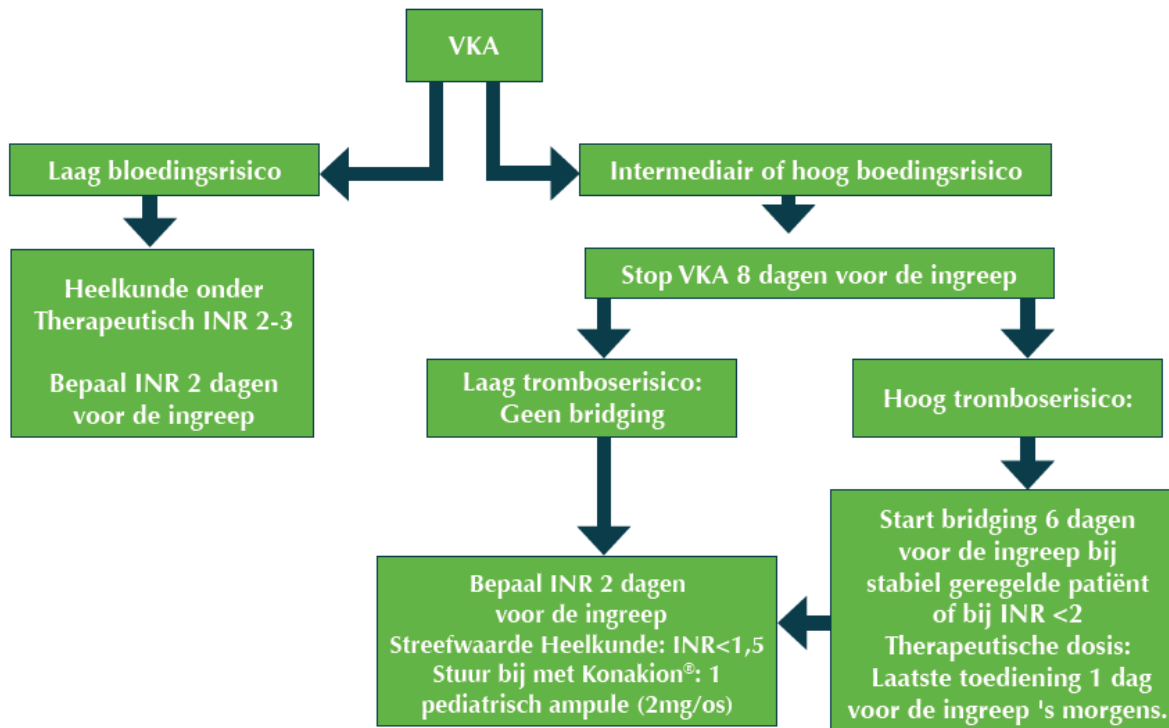 VKA
Laag bloedingsrisico
Intermediair of hoog boedingsrisico
Heelkunde onder
Therapeutisch INR 2-3
Bepaal INR 2 dagen
voor de ingreep
Stop VKA 8 dagen voor de ingreep
Laag tromboserisico:
Geen bridging
Hoog tromboserisico:
Start bridging 6 dagen
voor de ingreep bij
stabiel geregelde patiënt
of bij INR <2
Therapeutische dosis:
Laatste toediening 1 dag
voor de ingreep 's morgens.
Bepaal INR 2 dagen
voor de ingreep
Streefwaarde Heelkunde: INR<1,5
Stuur bij met Konakion®: 1
pediatrisch ampule (2mg/os)